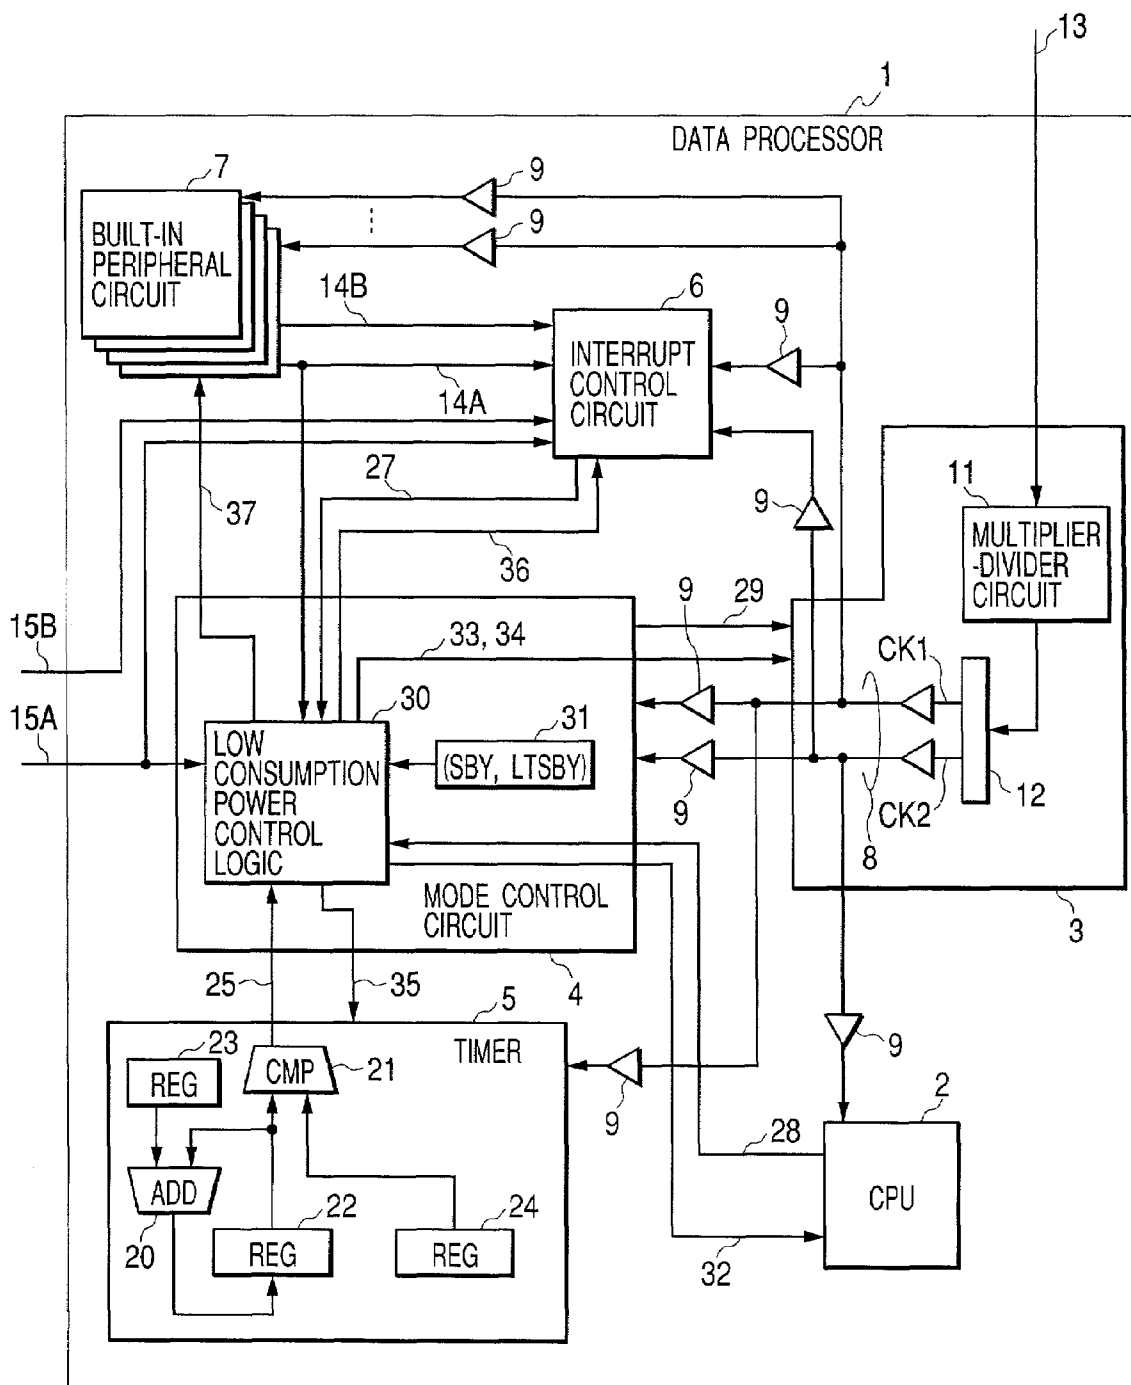 13
1
DATA PROCESSOR
7
9
BUILT-IN
PERIPHERAL
CIRCUIT
9
14B
6
9
INTERRUPT
CONTROL
CIRCUIT
14A
27
11
37
9
MULTIPLIER
-DIVIDER
CIRCUIT
36
15B
9
29
33, 34
CK1
15A
30
31
LOW
CONSUMPTION
POWER
CONTROL
LOGIC
(SBY, LTSBY)
9
CK2
8
12
MODE CONTROL
CIRCUIT
3
25
35
4
5
23
TIMER
9
REG
CMP
21
9
2
28
ADD
22
24
CPU
20
REG
REG
32